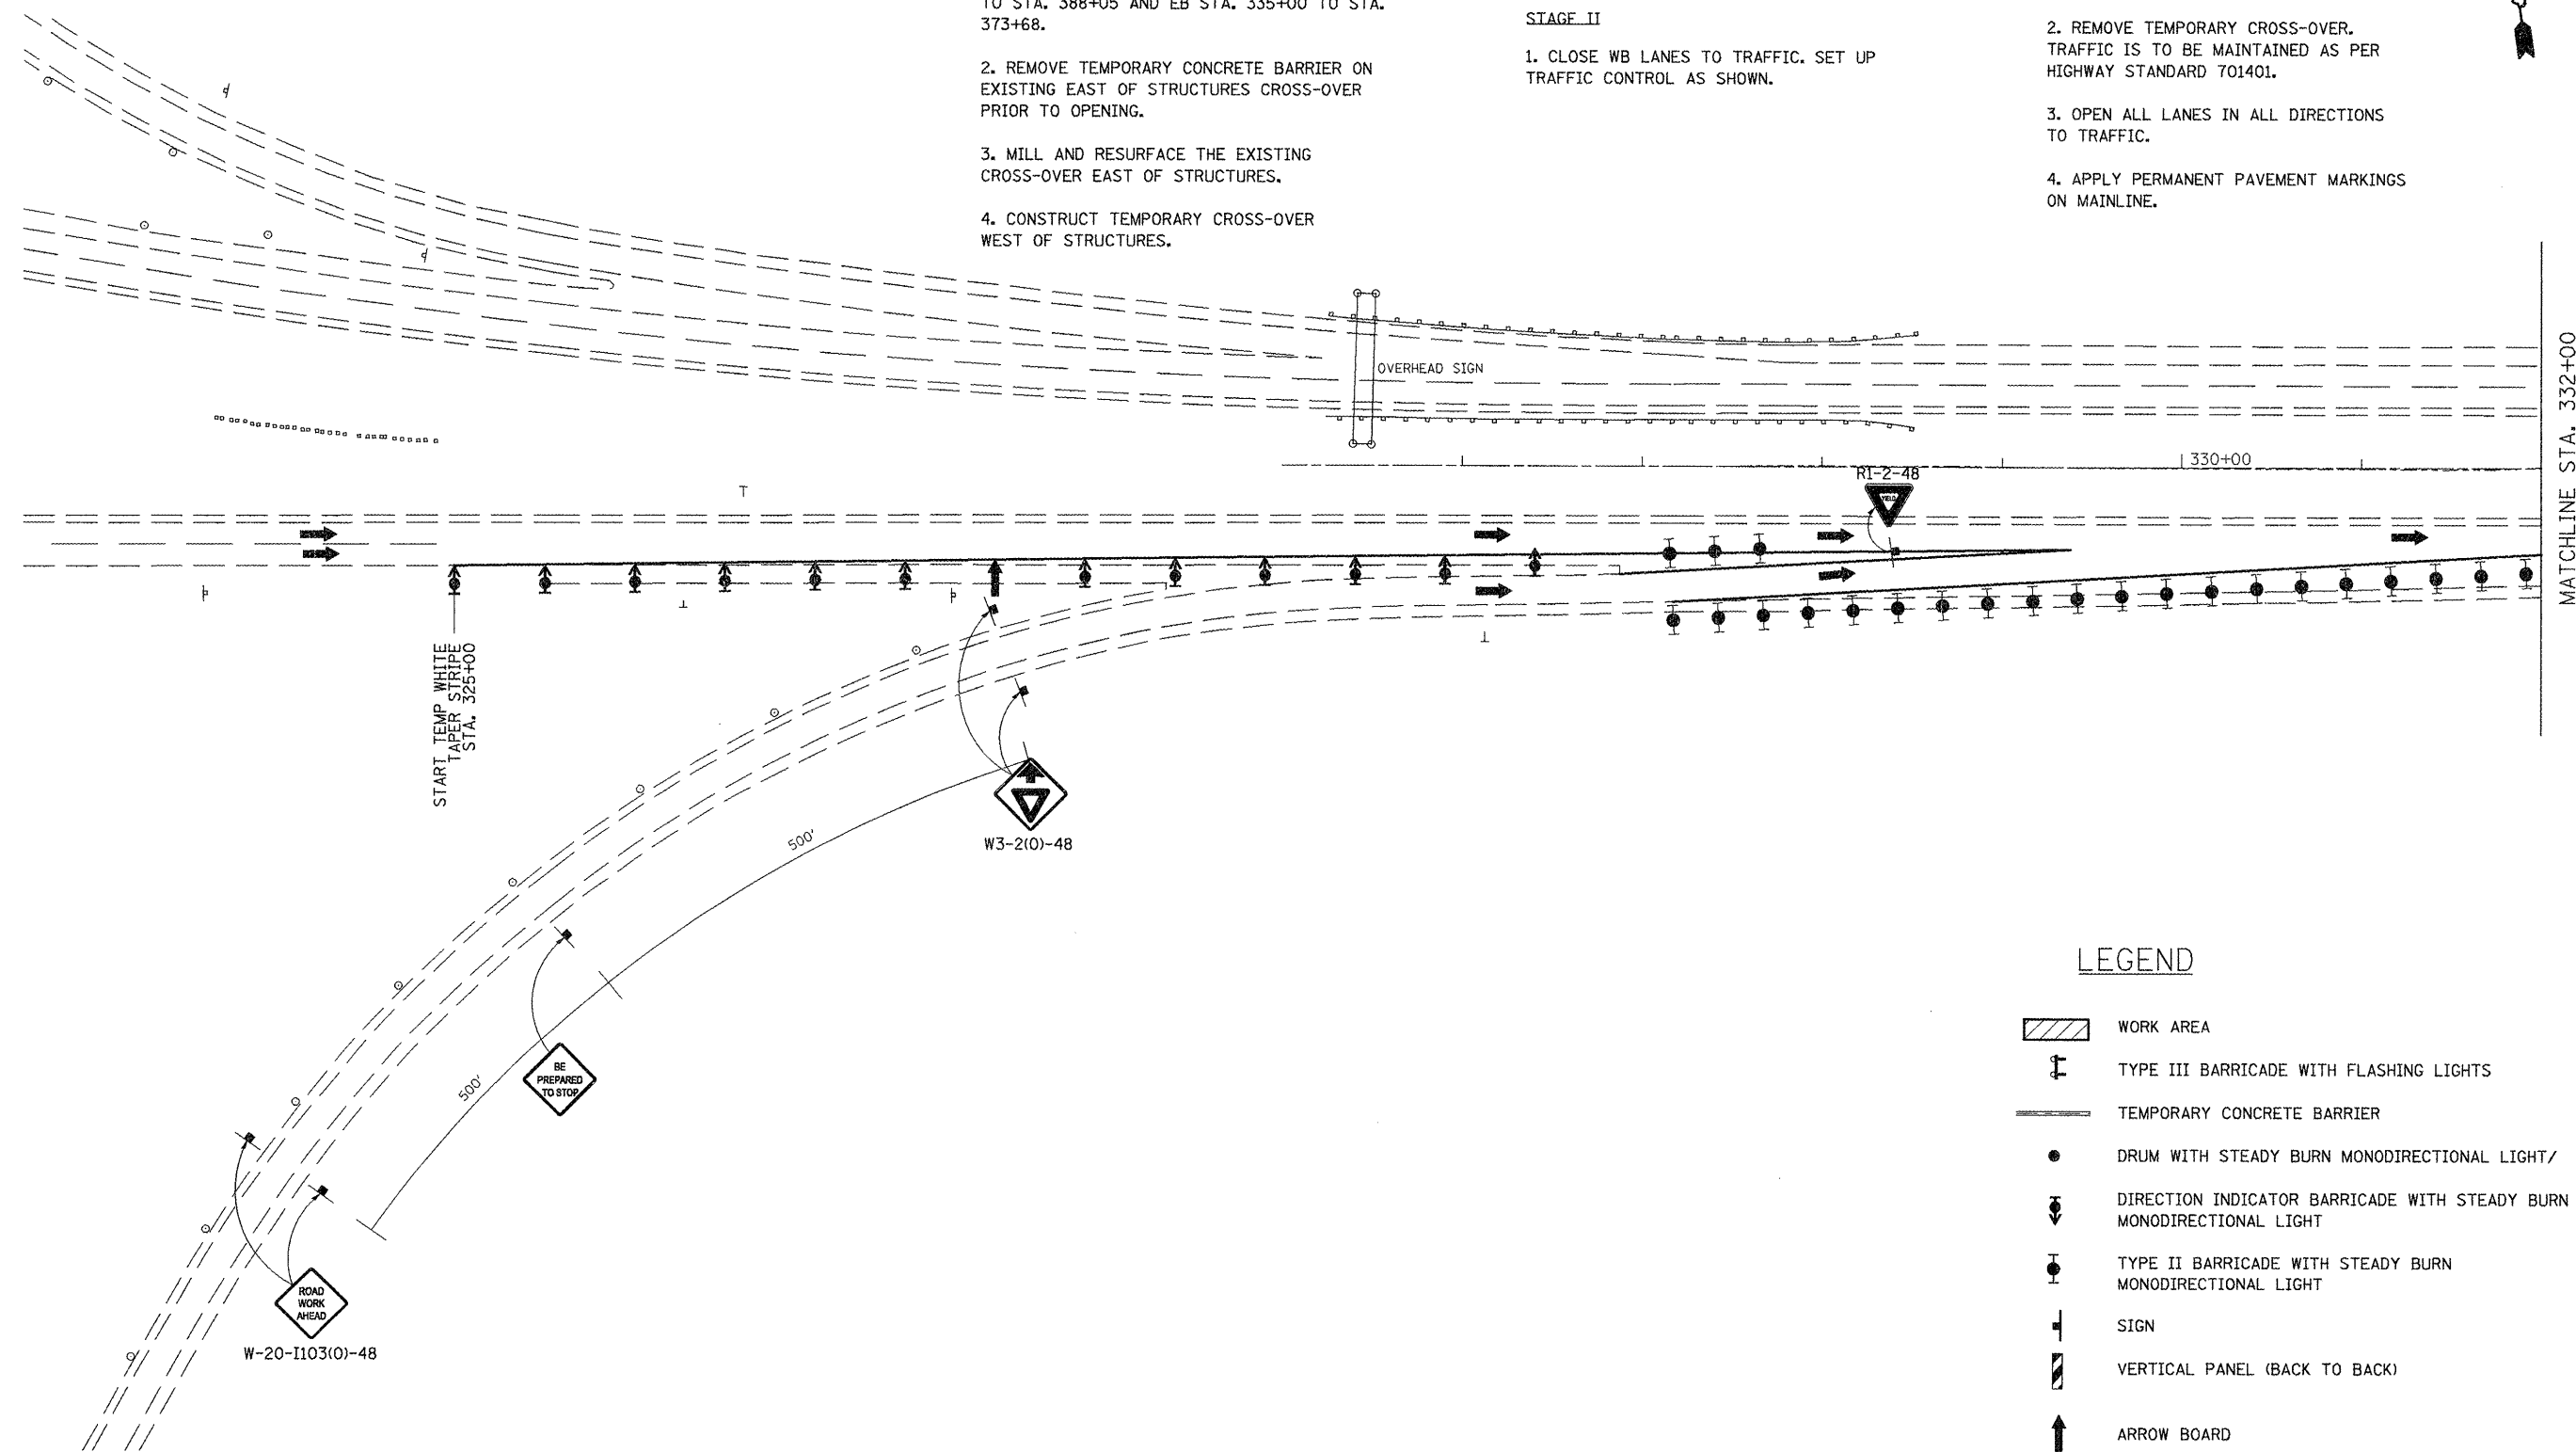 TO STA. 388+05 AND EB STA. 335+00 TO STA.
373+68.
2. REMOVE TEMPORARY CONCRETE BARRIER ON
EXISTING EAST OF STRUCTURES CROSS-OVER
PRIOR TO OPENING.
3. MILL AND RESURFACE THE EXISTING
CROSS-OVER EAST OF STRUCTURES.
4. CONSTRUCT TEMPORARY CROSS-OVER
WEST OF STRUCTURES.
STAGE II
1. CLOSE WB LANES TO TRAFFIC. SET UP
TRAFFIC CONTROL AS SHOWN.
2. REMOVE TEMPORARY CROSS-OVER.
TRAFFIC IS TO BE MAINTAINED AS PER
HIGHWAY STANDARD 701401.
3. OPEN ALL LANES IN ALL DIRECTIONS
TO TRAFFIC.
4. APPLY PERMANENT PAVEMENT MARKINGS
ON MAINLINE.
OVERHEAD SIGN
330+00
R1-2-48
YIELD
MATCHLINE STA. 332+00
START TEMP WHITE
TAPER STRIPE
STA. 325+00
500'
W3-2(O)-48
BE
PREPARED
TO STOP
500'
ROAD
WORK
AHEAD
W-20-I103(O)-48
LEGEND
WORK AREA
TYPE III BARRICADE WITH FLASHING LIGHTS
TEMPORARY CONCRETE BARRIER
DRUM WITH STEADY BURN MONODIRECTIONAL LIGHT/
DIRECTION INDICATOR BARRICADE WITH STEADY BURN
MONODIRECTIONAL LIGHT
TYPE II BARRICADE WITH STEADY BURN
MONODIRECTIONAL LIGHT
SIGN
VERTICAL PANEL (BACK TO BACK)
ARROW BOARD